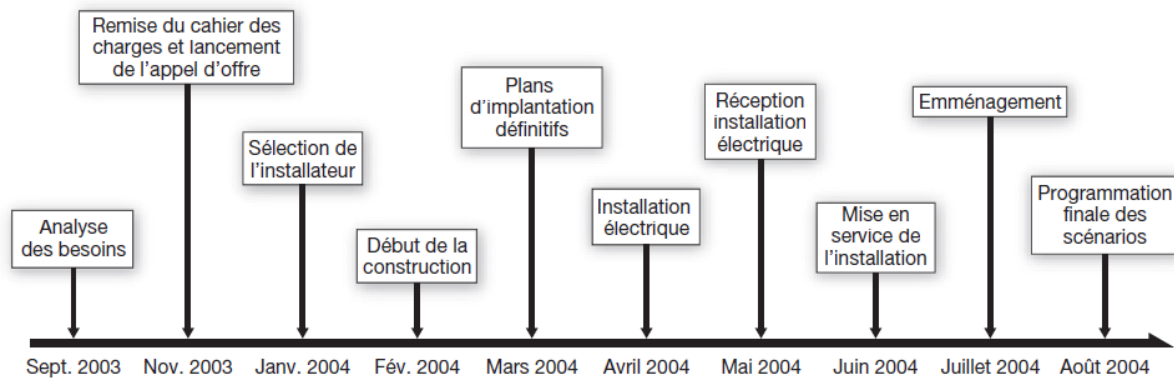 Remise du cahier des
charges et lancement
de l'appel d'offre
Plans
d'implantation
définitifs
Réception
installation
électrique
Emménagement
Sélection de
l'installateur
Programmation
finale des
scénarios
Installation
électrique
Mise en
service de
l'installation
Analyse
des besoins
Début de la
construction
Sept. 2003
Nov. 2003
Janv. 2004
Fév. 2004
Mars 2004
Avril 2004
Mai 2004
Juin 2004
Juillet 2004
Août 2004